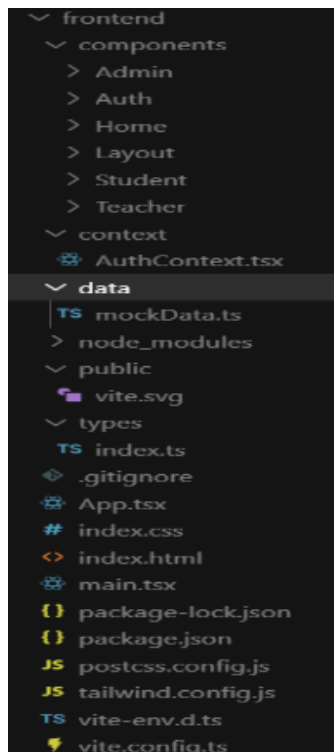 frontend
components
Admin
Auth
Home
Layout
Student
Teacher
context
AuthContext.tsx
data
TS mockData.ts
node_modules
public
vite.svg
types
TS index.ts
.gitignore
App.tsx
# index.css
<> index.html
main.tsx
{} package-lock.json
{} package.json
JS postcss.config.js
JS tailwind.config.js
TS vite-env.d.ts
vite.config.ts